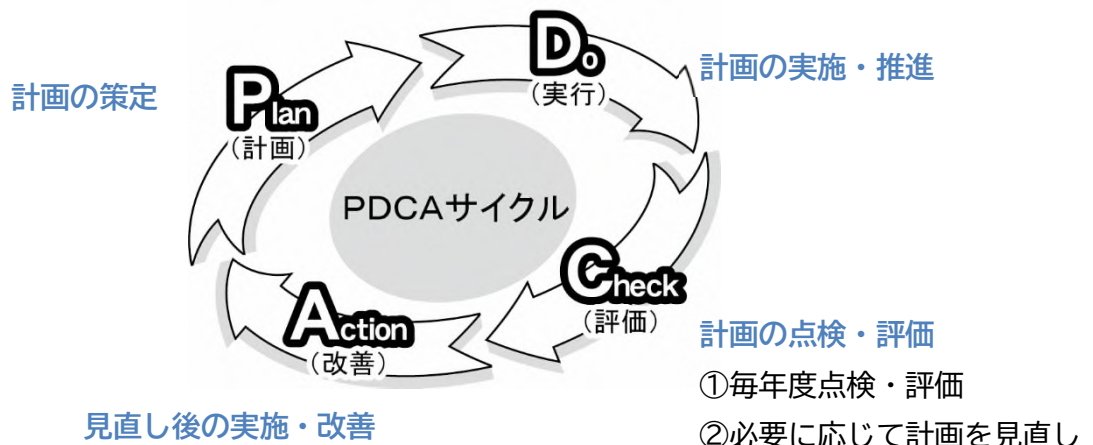 Do
(実行)
計画の実施・推進
計画の策定
Plan
(計画)
PDCAサイクル
Check
(評価)
計画の点検・評価
①毎年度点検・評価
②必要に応じて計画を見直し
Action
(改善)
見直し後の実施・改善